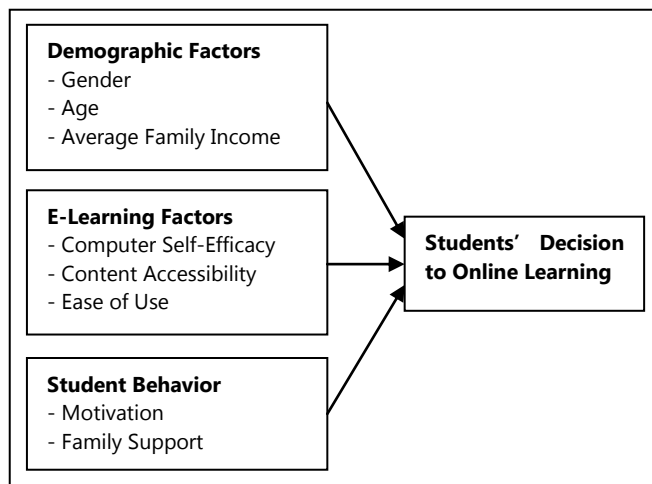 Demographic Factors
- Gender
- Age
- Average Family Income
E-Learning Factors
- Computer Self-Efficacy
- Content Accessibility
- Ease of Use
Student Behavior
- Motivation
- Family Support
Students’ Decision
to Online Learning